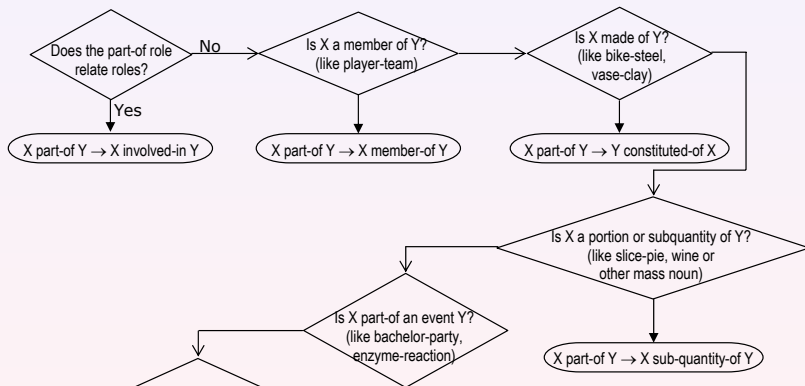 Does the part-of role
relate roles?
No
Is X a member of Y?
(like player-team)
Is X made of Y?
(like bike-steel,
vase-clay)
Yes
X part-of Y → X involved-in Y
X part-of Y → X member-of Y
X part-of Y → Y constituted-of X
Is X a portion or subquantity of Y?
(like slice-pie, wine or
other mass noun)
Is X part-of an event Y?
(like bachelor-party,
enzyme-reaction)
X part-of Y → X sub-quantity-of Y